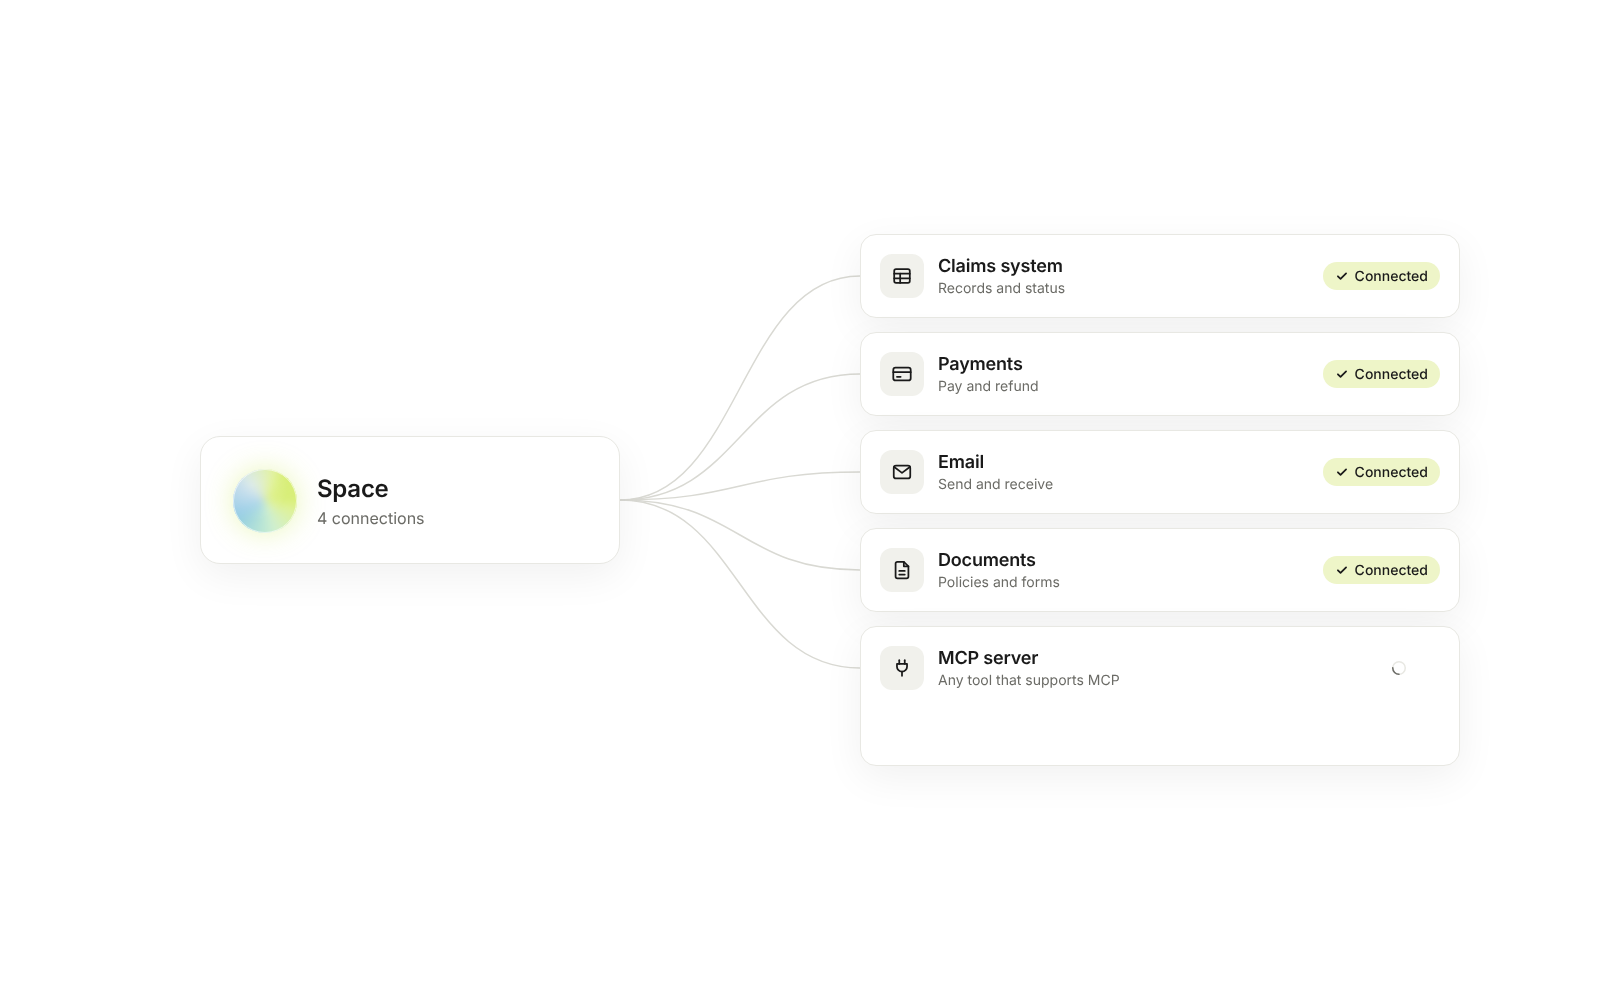 Space
4 connections
Claims system
Records and status
Connected
Payments
Pay and refund
Connected
Email
Send and receive
Connected
Documents
Policies and forms
Connected
MCP server
Any tool that supports MCP